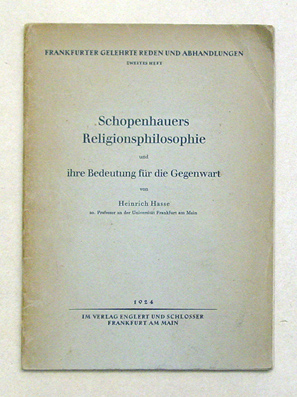 FRANKFURTER GELEHRTE REDEN UND ABHANDLUNGEN
ZWEITES HEFT
Schopenhauers
Religionsphilosophie
und
ihre Bedeutung für die Gegenwart
von
Heinrich Hasse
ao. Professor an der Universität Frankfurt am Main
1924
IM VERLAG ENGLERT UND SCHLOSSER
FRANKFURT AM MAIN